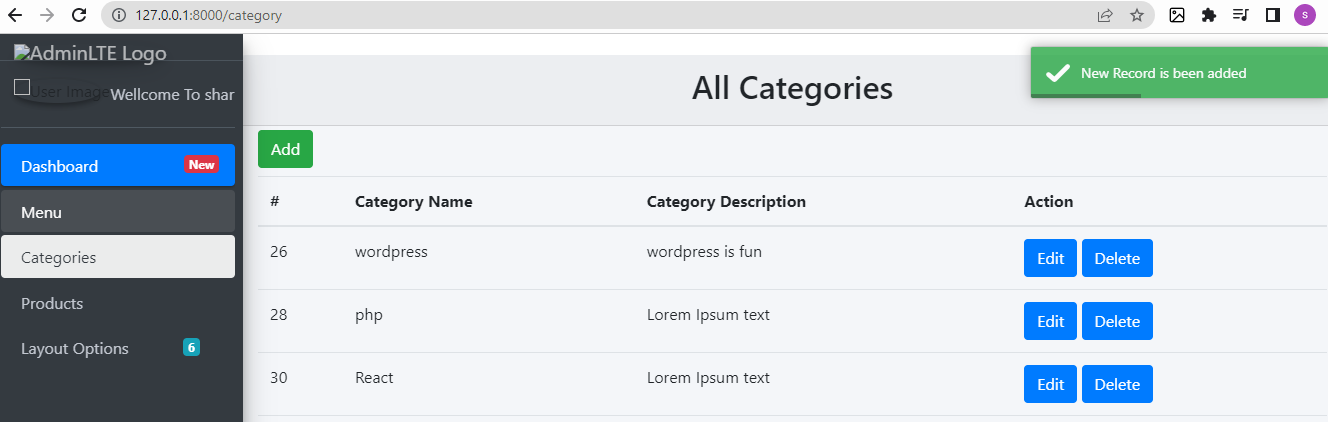 127.0.0.1:8000/category
s
AdminLTE Logo
User Image
Wellcome To shar
New Record is been added
All Categories
Dashboard New
Menu
Categories
Products
Layout Options 6
Add
# Category Name Category Description Action
26 wordpress wordpress is fun Edit Delete
28 php Lorem Ipsum text Edit Delete
30 React Lorem Ipsum text Edit Delete